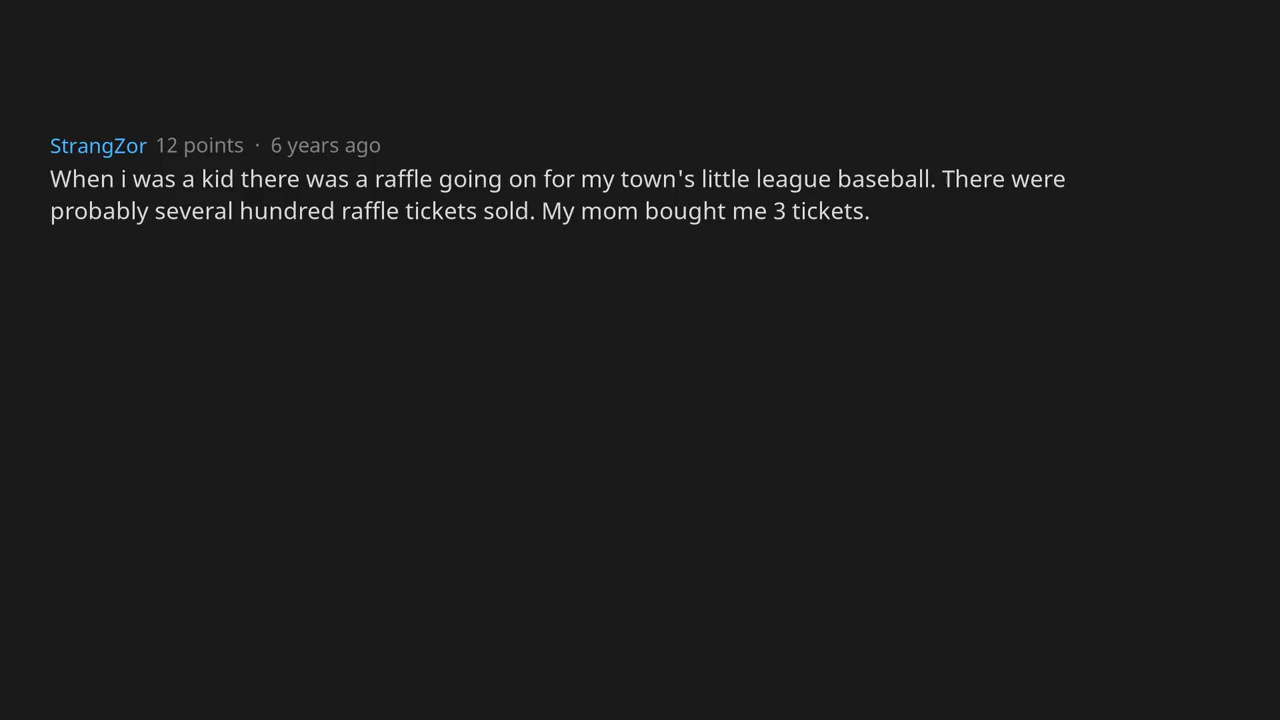 StrangZor 12 points · 6 years ago
When i was a kid there was a raffle going on for my town's little league baseball. There were
probably several hundred raffle tickets sold. My mom bought me 3 tickets.